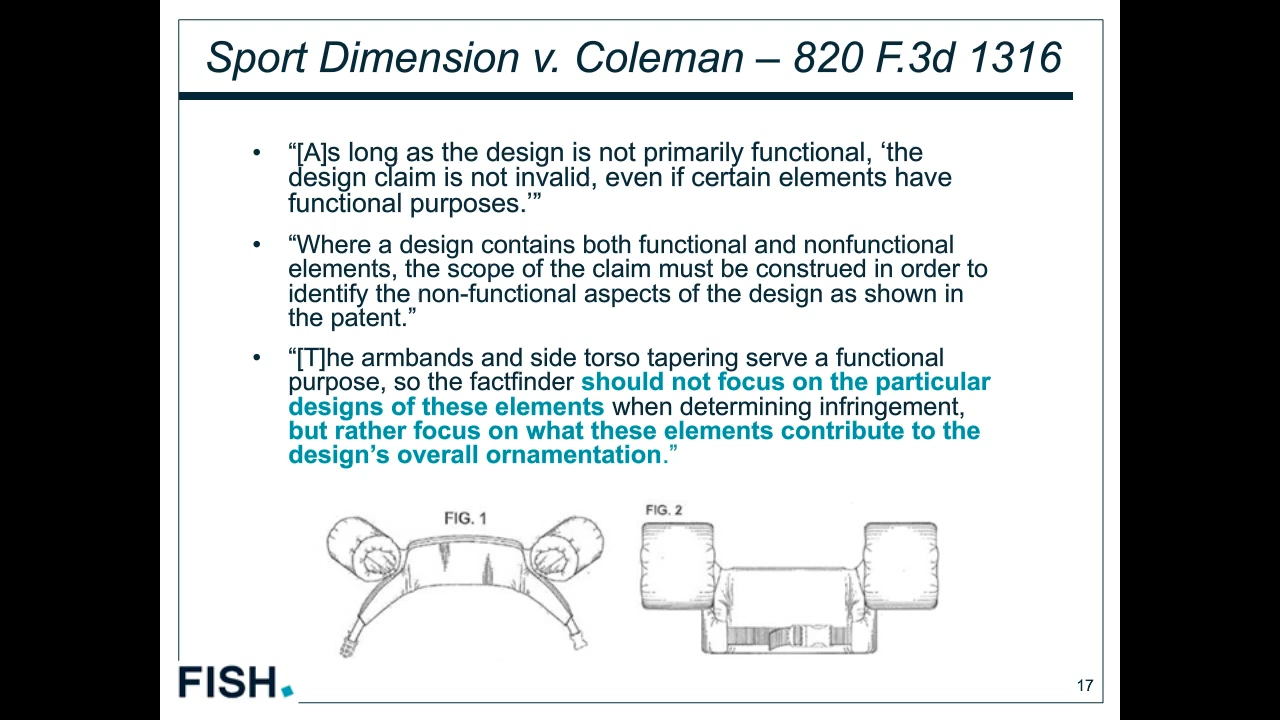 Sport Dimension v. Coleman – 820 F.3d 1316
• “[A]s long as the design is not primarily functional, ‘the
design claim is not invalid, even if certain elements have
functional purposes.’”
• “Where a design contains both functional and nonfunctional
elements, the scope of the claim must be construed in order to
identify the non-functional aspects of the design as shown in
the patent.”
• “[T]he armbands and side torso tapering serve a functional
purpose, so the factfinder should not focus on the particular
designs of these elements when determining infringement,
but rather focus on what these elements contribute to the
design’s overall ornamentation.”
FIG. 1
FIG. 2
FISH.
17